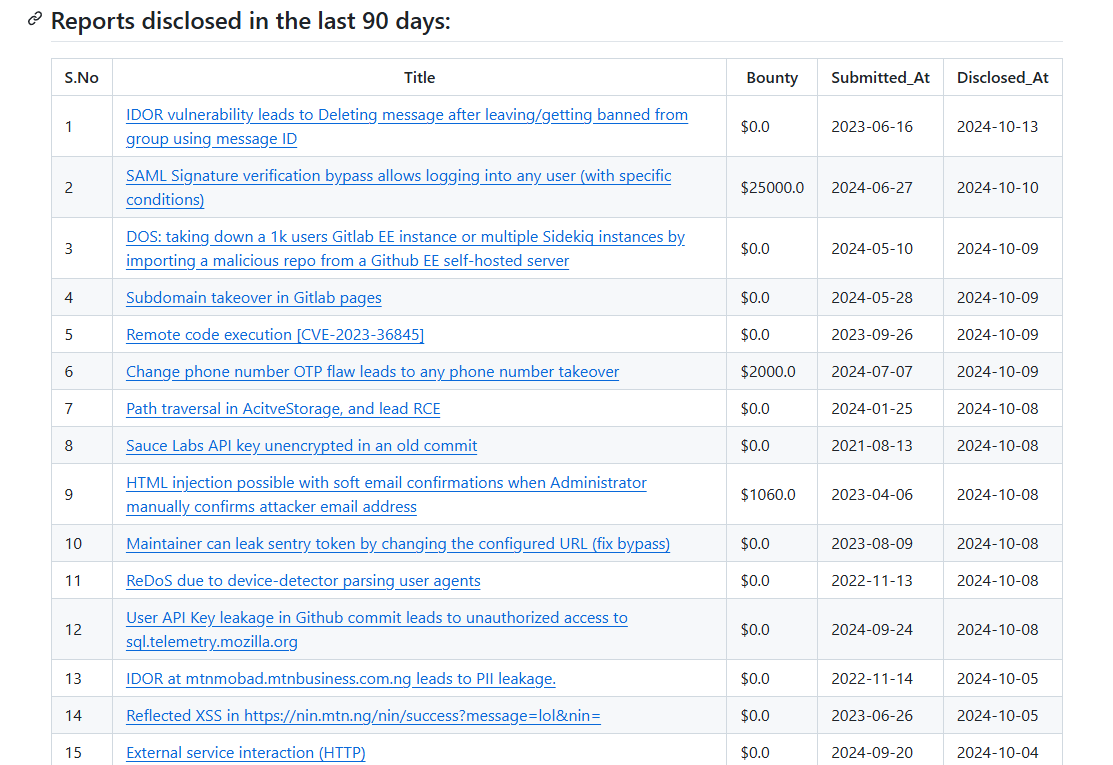 Reports disclosed in the last 90 days:
S.No Title Bounty Submitted_At Disclosed_At
1 IDOR vulnerability leads to Deleting message after leaving/getting banned from
group using message ID $0.0 2023-06-16 2024-10-13
2 SAML Signature verification bypass allows logging into any user (with specific
conditions) $25000.0 2024-06-27 2024-10-10
3 DOS: taking down a 1k users Gitlab EE instance or multiple Sidekiq instances by
importing a malicious repo from a Github EE self-hosted server $0.0 2024-05-10 2024-10-09
4 Subdomain takeover in Gitlab pages $0.0 2024-05-28 2024-10-09
5 Remote code execution [CVE-2023-36845] $0.0 2023-09-26 2024-10-09
6 Change phone number OTP flaw leads to any phone number takeover $2000.0 2024-07-07 2024-10-09
7 Path traversal in AcitveStorage, and lead RCE $0.0 2024-01-25 2024-10-08
8 Sauce Labs API key unencrypted in an old commit $0.0 2021-08-13 2024-10-08
9 HTML injection possible with soft email confirmations when Administrator
manually confirms attacker email address $1060.0 2023-04-06 2024-10-08
10 Maintainer can leak sentry token by changing the configured URL (fix bypass) $0.0 2023-08-09 2024-10-08
11 ReDoS due to device-detector parsing user agents $0.0 2022-11-13 2024-10-08
12 User API Key leakage in Github commit leads to unauthorized access to
sql.telemetry.mozilla.org $0.0 2024-09-24 2024-10-08
13 IDOR at mtnmobad.mtnbusiness.com.ng leads to PII leakage. $0.0 2022-11-14 2024-10-05
14 Reflected XSS in https://nin.mtn.ng/nin/success?message=lol&nin= $0.0 2023-06-26 2024-10-05
15 External service interaction (HTTP) $0.0 2024-09-20 2024-10-04